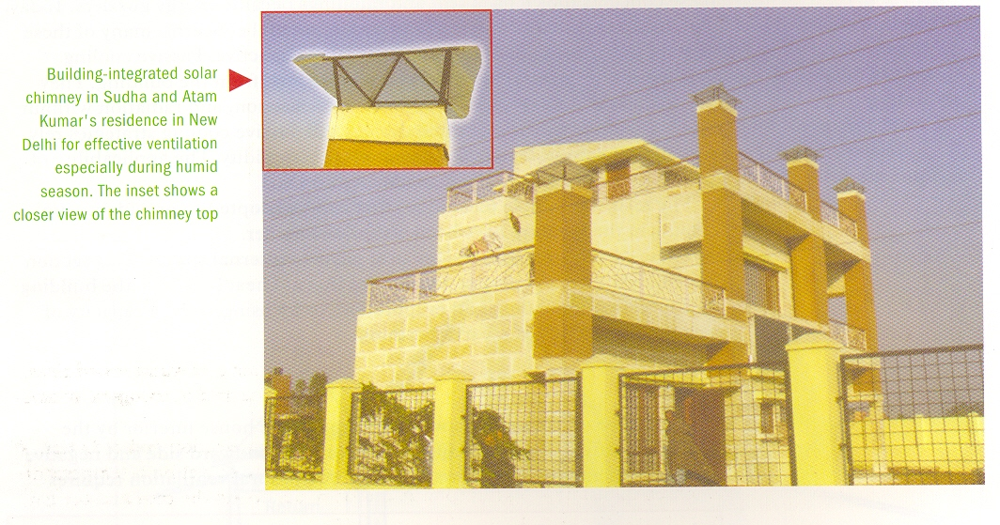 Building-integrated solar
chimney in Sudha and Atam
Kumar's residence in New
Delhi for effective ventilation
especially during humid
season. The inset shows a
closer view of the chimney top